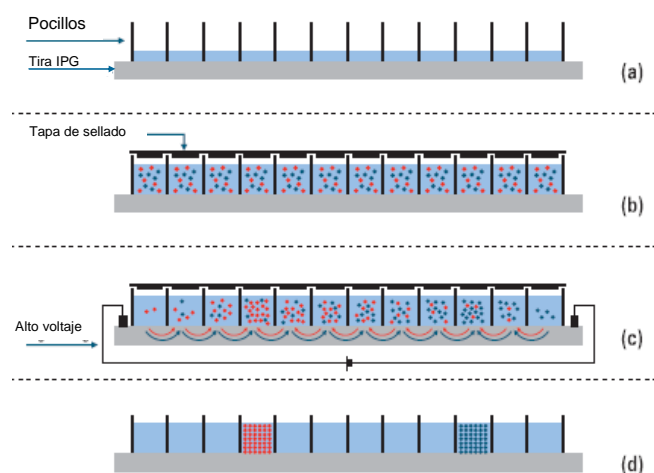 Pocillos
Tira IPG
(a)
Tapa de sellado
(b)
Alto voltaje
(c)
(d)